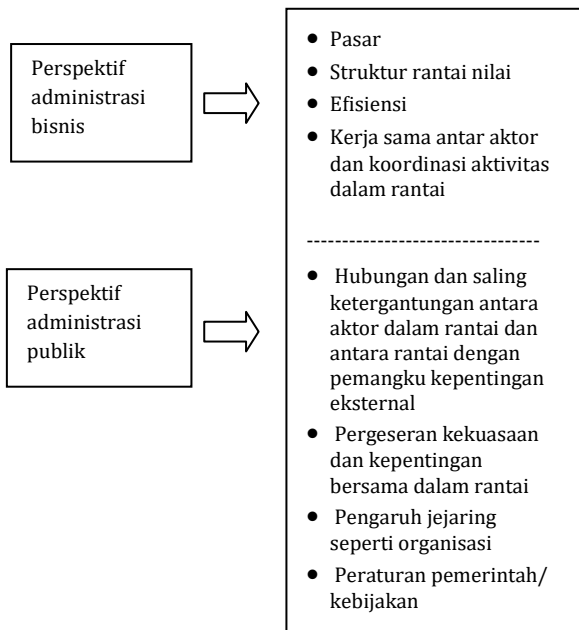 Perspektif
administrasi
bisnis
• Pasar
• Struktur rantai nilai
• Efisiensi
• Kerja sama antar aktor
dan koordinasi aktivitas
dalam rantai
---------------------------------
Perspektif
administrasi
publik
• Hubungan dan saling
ketergantungan antara
aktor dalam rantai dan
antara rantai dengan
pemangku kepentingan
eksternal
• Pergeseran kekuasaan
dan kepentingan
bersama dalam rantai
• Pengaruh jejaring
seperti organisasi
• Peraturan pemerintah/
kebijakan